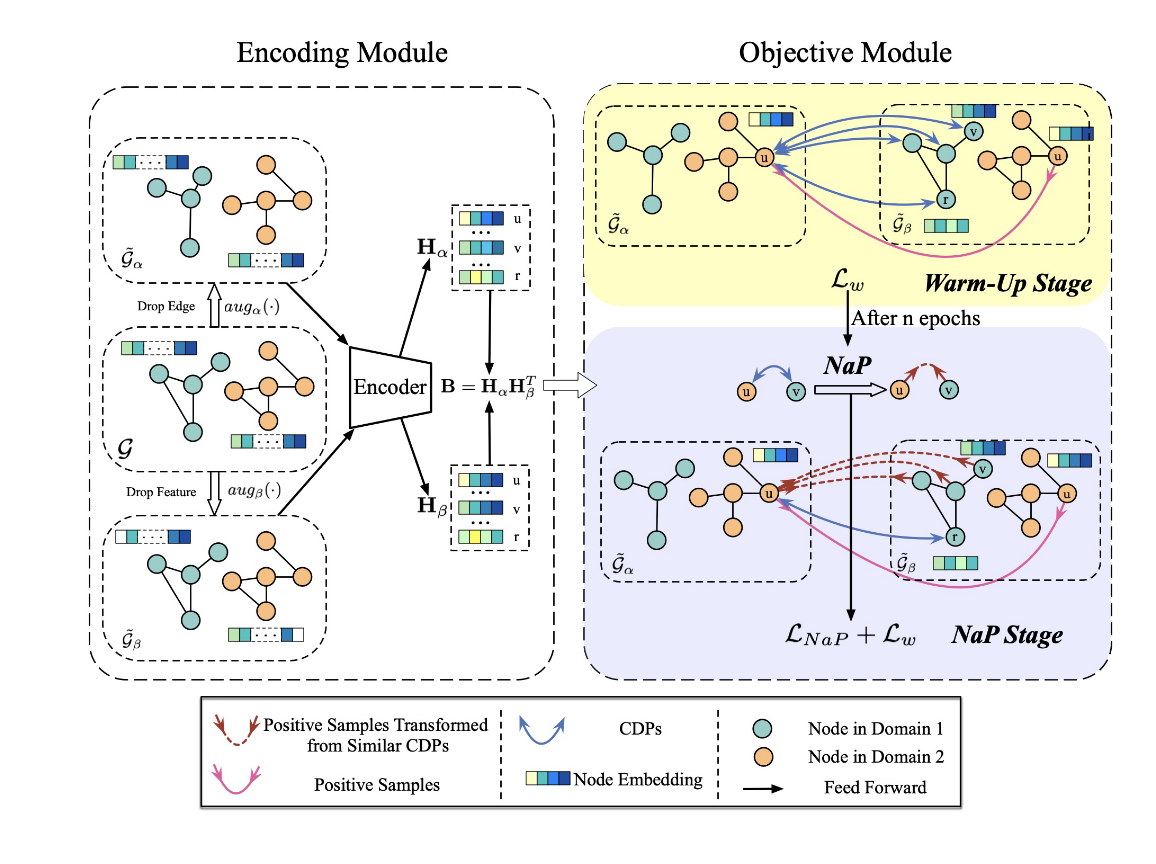 Encoding Module
Objective Module
. . .
$\tilde{\mathcal{G}}_\alpha$
. . .
Drop Edge
$aug_\alpha(\cdot)$
. . .
$\mathcal{G}$
. . .
Drop Feature
$aug_\beta(\cdot)$
. . .
$\tilde{\mathcal{G}}_\beta$
. . .
Encoder
$\mathbf{H}_\alpha$
u
...
v
...
r
$\mathbf{B} = \mathbf{H}_\alpha \mathbf{H}_\beta^T$
$\mathbf{H}_\beta$
u
...
v
...
r
u
$\tilde{\mathcal{G}}_\alpha$
v
u
r
$\tilde{\mathcal{G}}_\beta$
$\mathcal{L}_w$
Warm-Up Stage
After n epochs
NaP
u
v
u
v
u
$\tilde{\mathcal{G}}_\alpha$
v
u
r
$\tilde{\mathcal{G}}_\beta$
$\mathcal{L}_{NaP} + \mathcal{L}_w$
NaP Stage
Positive Samples Transformed
from Similar CDPs
Positive Samples
CDPs
Node Embedding
Node in Domain 1
Node in Domain 2
Feed Forward